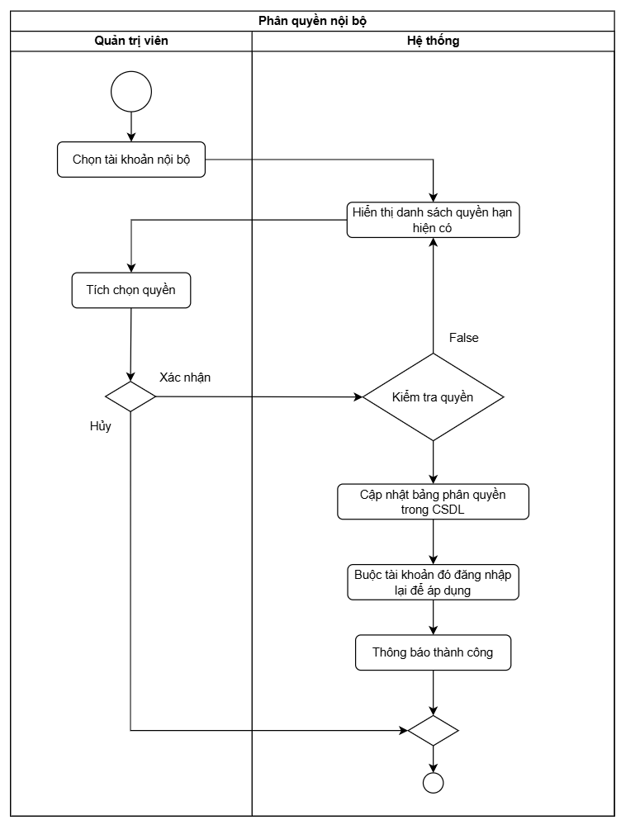 Phân quyền nội bộ
Quản trị viên
Hệ thống
Chọn tài khoản nội bộ
Hiển thị danh sách quyền hạn
hiện có
Tích chọn quyền
False
Xác nhận
Kiểm tra quyền
Hủy
Cập nhật bảng phân quyền
trong CSDL
Buộc tài khoản đó đăng nhập
lại để áp dụng
Thông báo thành công